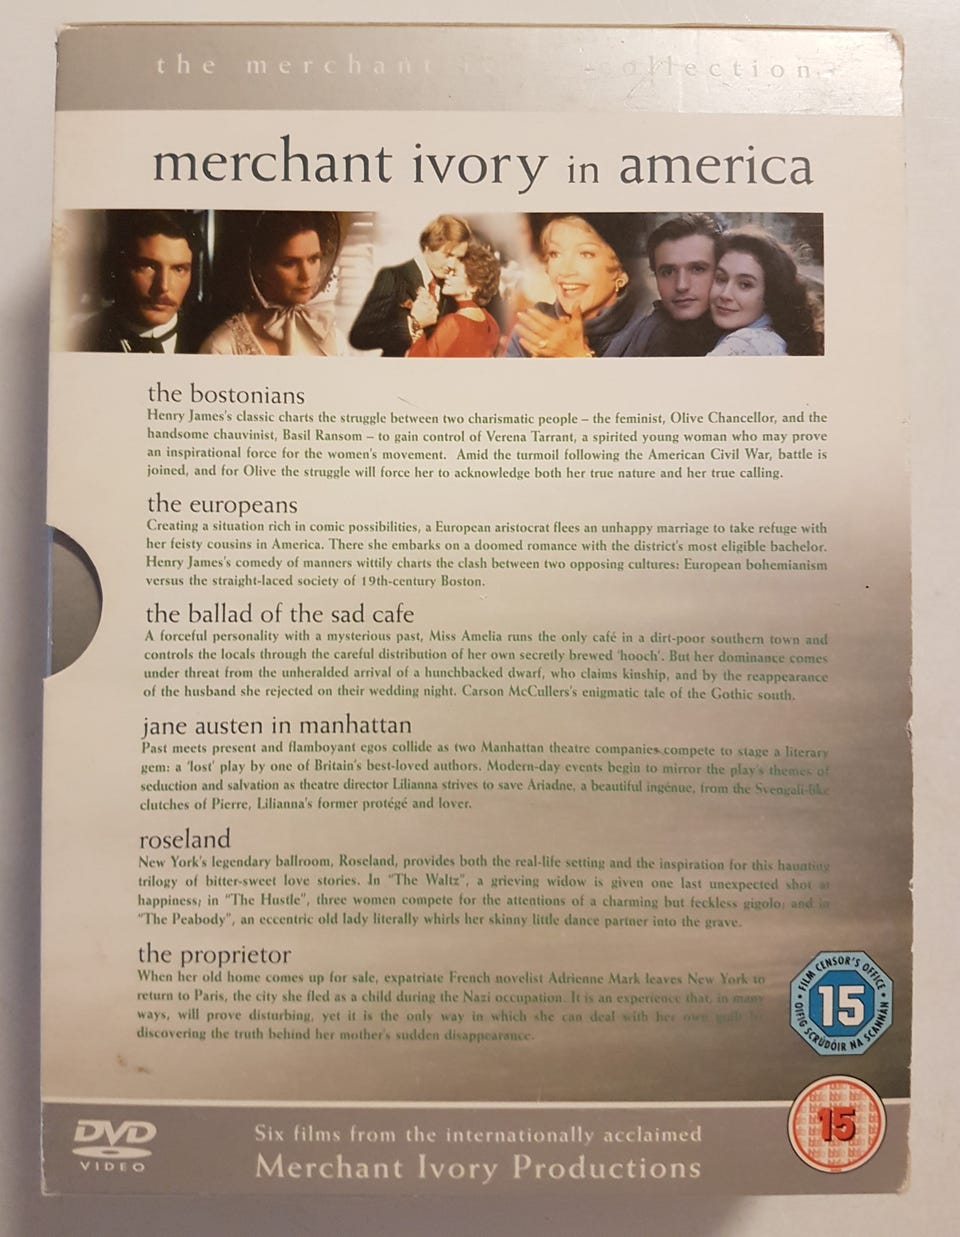 the merchant collection
merchant ivory in america
the bostonians
Henry James's classic charts the struggle between two charismatic people – the feminist, Olive Chancellor, and the
handsome chauvinist, Basil Ransom – to gain control of Verena Tarrant, a spirited young woman who may prove
an inspirational force for the women's movement. Amid the turmoil following the American Civil War, battle is
joined, and for Olive the struggle will force her to acknowledge both her true nature and her true calling.
the europeans
Creating a situation rich in comic possibilities, a European aristocrat flees an unhappy marriage to take refuge with
her feisty cousins in America. There she embarks on a doomed romance with the district's most eligible bachelor.
Henry James's comedy of manners wittily charts the clash between two opposing cultures: European bohemianism
versus the straight-laced society of 19th-century Boston.
the ballad of the sad cafe
A forceful personality with a mysterious past, Miss Amelia runs the only café in a dirt-poor southern town and
controls the locals through the careful distribution of her own secretly brewed 'hooch'. But her dominance comes
under threat from the unheralded arrival of a hunchbacked dwarf, who claims kinship, and by the reappearance
of the husband she rejected on their wedding night. Carson McCullers's enigmatic tale of the Gothic south.
jane austen in manhattan
Past meets present and flamboyant egos collide as two Manhattan theatre companies compete to stage a literary
gem: a 'lost' play by one of Britain's best-loved authors. Modern-day events begin to mirror the play's themes of
seduction and salvation as theatre director Lilianna strives to save Ariadne, a beautiful ingénue, from the Svengali-like
clutches of Pierre, Lilianna's former protégé and lover.
roseland
New York's legendary ballroom, Roseland, provides both the real-life setting and the inspiration for this haunting
trilogy of bitter-sweet love stories. In "The Waltz", a grieving widow is given one last unexpected shot at
happiness; in "The Hustle", three women compete for the attentions of a charming but feckless gigolo; and in
"The Peabody", an eccentric old lady literally whirls her skinny little dance partner into the grave.
the proprietor
When her old home comes up for sale, expatriate French novelist Adrienne Mark leaves New York to
return to Paris, the city she fled as a child during the Nazi occupation. It is an experience that, in many
ways, will prove disturbing, yet it is the only way in which she can deal with her own guilt by
discovering the truth behind her mother's sudden disappearance.
FILM CENSOR'S OFFICE
15
OIFIG SCRÚDÓIR NA SCANNÁN
15
DVD
VIDEO
Six films from the internationally acclaimed
Merchant Ivory Productions